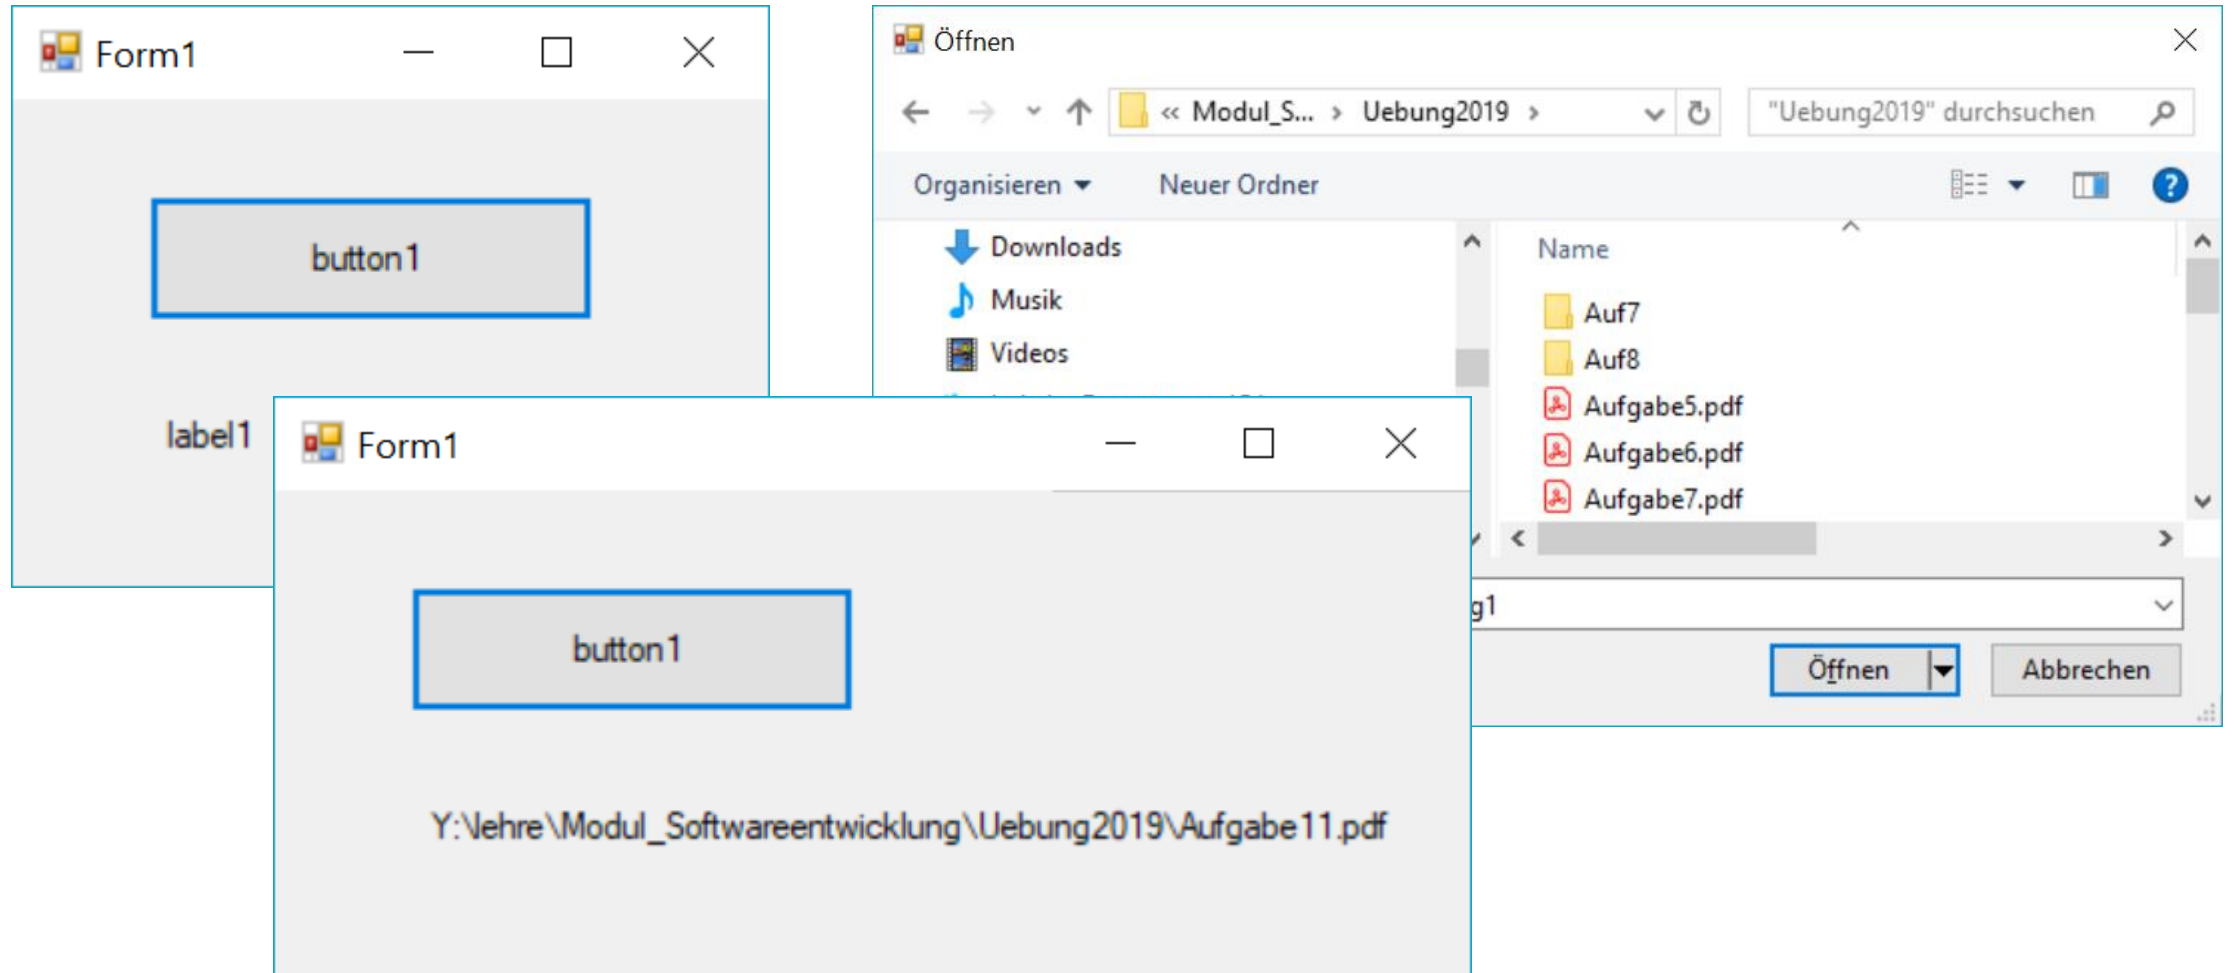 Form1
button1
label1
Öffnen
« Modul_S... › Uebung2019 ›
"Uebung2019" durchsuchen
Organisieren
Neuer Ordner
Downloads
Musik
Videos
Name
Auf7
Auf8
Aufgabe5.pdf
Aufgabe6.pdf
Aufgabe7.pdf
g1
Öffnen
Abbrechen
Form1
button1
Y:\lehre\Modul_Softwareentwicklung\Uebung2019\Aufgabe11.pdf